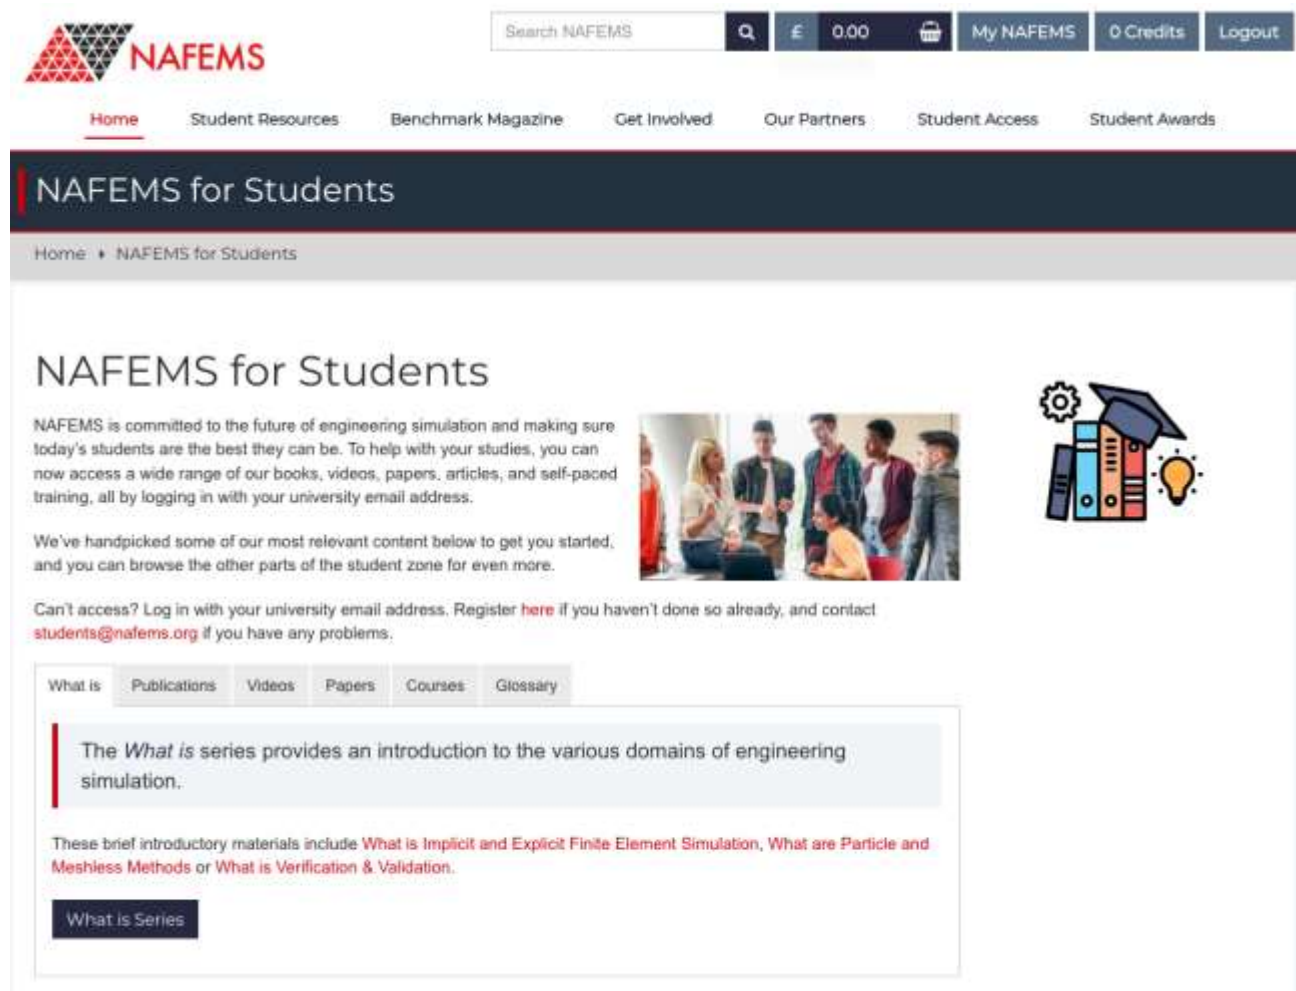 NAFEMS
Search NAFEMS
£ 0.00
My NAFEMS
0 Credits
Logout
Home
Student Resources
Benchmark Magazine
Get Involved
Our Partners
Student Access
Student Awards
NAFEMS for Students
Home NAFEMS for Students
NAFEMS for Students
NAFEMS is committed to the future of engineering simulation and making sure
today's students are the best they can be. To help with your studies, you can
now access a wide range of our books, videos, papers, articles, and self-paced
training, all by logging in with your university email address.
We've handpicked some of our most relevant content below to get you started,
and you can browse the other parts of the student zone for even more.
Can't access? Log in with your university email address. Register here if you haven't done so already, and contact
students@nafems.org if you have any problems.
What is
Publications
Videos
Papers
Courses
Glossary
The What is series provides an introduction to the various domains of engineering
simulation.
These brief introductory materials include What is Implicit and Explicit Finite Element Simulation, What are Particle and
Meshless Methods or What is Verification & Validation.
What is Series